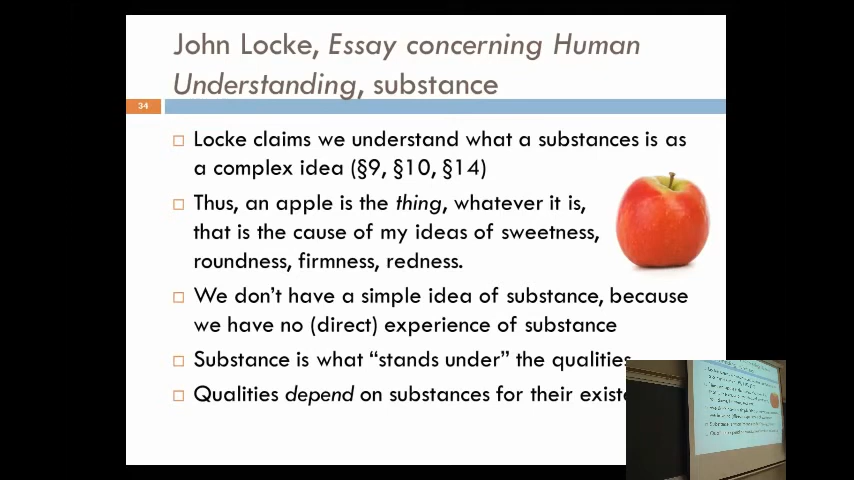 John Locke, Essay concerning Human
Understanding, substance
34
Locke claims we understand what a substances is as
a complex idea (§9, §10, §14)
Thus, an apple is the thing, whatever it is,
that is the cause of my ideas of sweetness,
roundness, firmness, redness.
We don't have a simple idea of substance, because
we have no (direct) experience of substance
Substance is what "stands under" the qualities
Qualities depend on substances for their